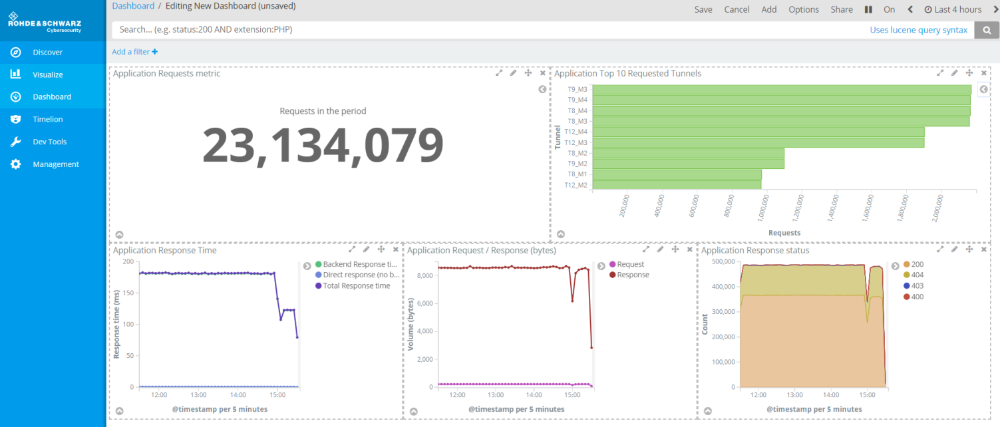 ROHDE & SCHWARZ
Cybersecurity
Discover
Visualize
Dashboard
Timelion
Dev Tools
Management
Dashboard / Editing New Dashboard (unsaved)
Save Cancel Add Options Share On Last 4 hours
Search... (e.g. status:200 AND extension:PHP) Uses lucene query syntax
Add a filter +
Application Requests metric
Requests in the period
23,134,079
Application Top 10 Requested Tunnels
Tunnel
T9_M3
T9_M4
T8_M4
T8_M3
T12_M4
T12_M3
T8_M2
T9_M2
T8_M1
T12_M2
200,000 400,000 600,000 800,000 1,000,000 1,200,000 1,400,000 1,600,000 1,800,000 2,000,000
Requests
Application Response Time
Response time (ms)
200
150
100
50
0
12:00 13:00 14:00 15:00
@timestamp per 5 minutes
Backend Response ti...
Direct response (no b...
Total Response time
Application Request / Response (bytes)
Volume (bytes)
8,000
6,000
4,000
2,000
0
12:00 13:00 14:00 15:00
@timestamp per 5 minutes
Request
Response
Application Response status
Count
500,000
400,000
300,000
200,000
100,000
0
12:00 13:00 14:00 15:00
@timestamp per 5 minutes
200
404
403
400